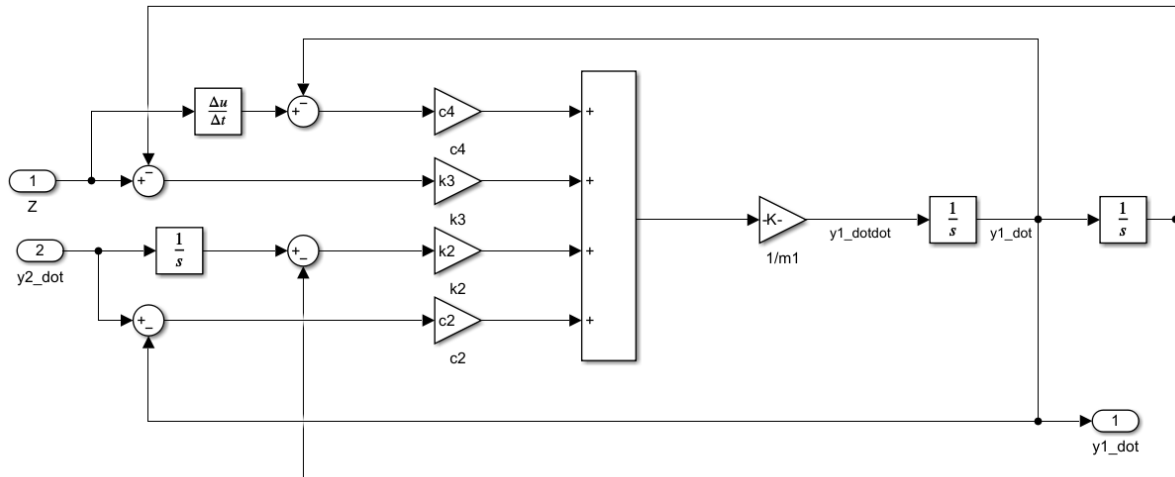 Δu
Δt
+
−
c4
+
c4
1
Z
+
−
k3
+
k3
-K-
1/m1
y1_dotdot
1
s
y1_dot
1
s
2
y2_dot
1
s
+
−
k2
+
k2
+
−
c2
+
c2
1
y1_dot